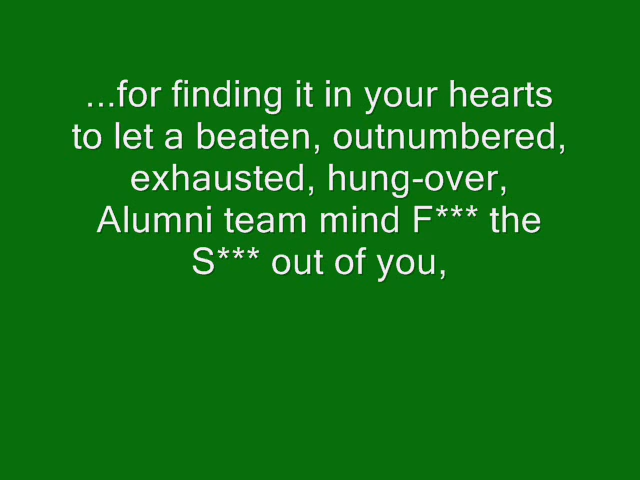 ...for finding it in your hearts
to let a beaten, outnumbered,
exhausted, hung-over,
Alumni team mind F*** the
S*** out of you,